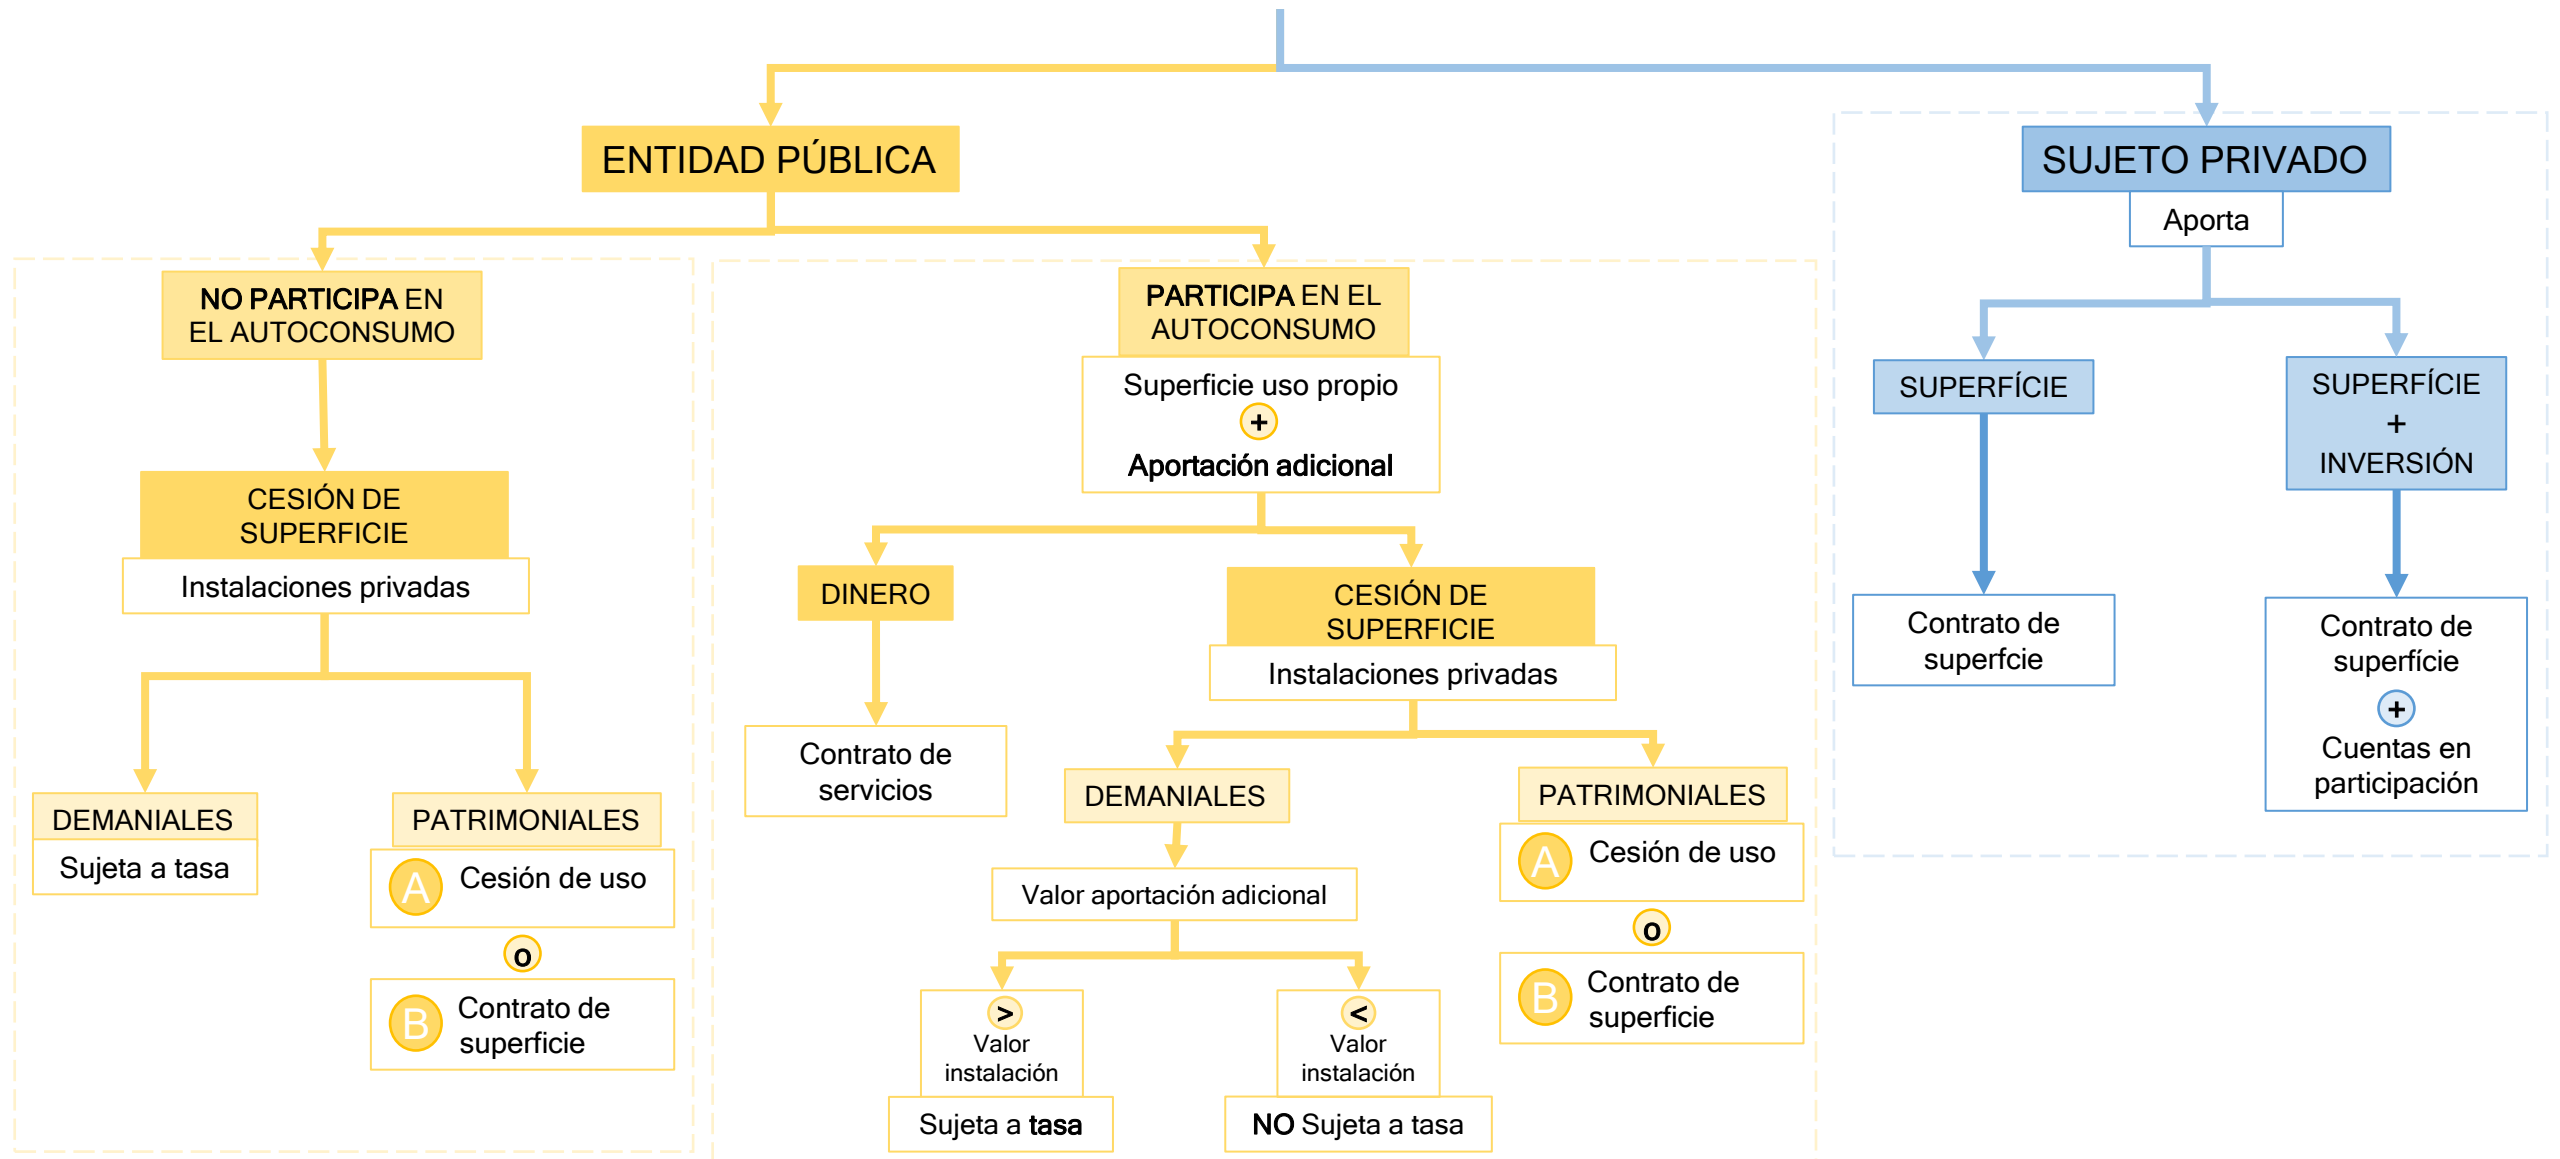 ENTIDAD PÚBLICA
NO PARTICIPA EN
EL AUTOCONSUMO
CESIÓN DE
SUPERFICIE
Instalaciones privadas
DEMANIALES
Sujeta a tasa
PATRIMONIALES
A Cesión de uso
o
B Contrato de
superficie
PARTICIPA EN EL
AUTOCONSUMO
Superficie uso propio
+
Aportación adicional
DINERO
Contrato de
servicios
CESIÓN DE
SUPERFICIE
Instalaciones privadas
DEMANIALES
Valor aportación adicional
>
Valor
instalación
Sujeta a tasa
<
Valor
instalación
NO Sujeta a tasa
PATRIMONIALES
A Cesión de uso
o
B Contrato de
superficie
SUJETO PRIVADO
Aporta
SUPERFÍCIE
Contrato de
superfcie
SUPERFÍCIE
+
INVERSIÓN
Contrato de
superfície
+
Cuentas en
participación